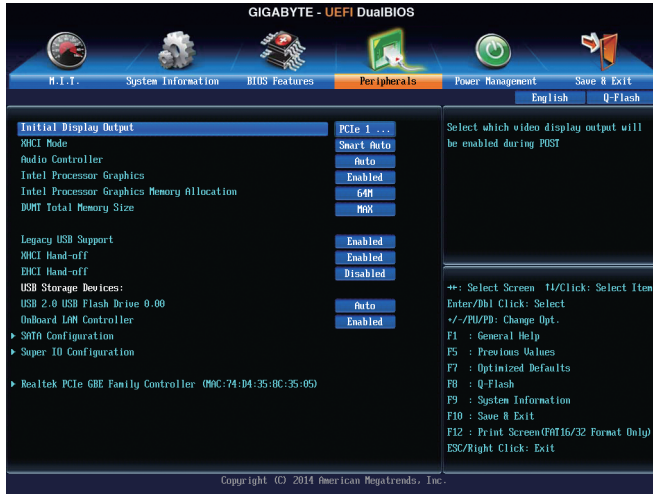 GIGABYTE - UEFI DualBIOS
M.I.T. System Information BIOS Features Peripherals Power Management Save & Exit
English Q-Flash
Initial Display Output PCIe 1 ...
XHCI Mode Smart Auto
Audio Controller Auto
Intel Processor Graphics Enabled
Intel Processor Graphics Memory Allocation 64M
DVMT Total Memory Size MAX
Legacy USB Support Enabled
XHCI Hand-off Enabled
EHCI Hand-off Disabled
USB Storage Devices:
USB 2.0 USB Flash Drive 0.00 Auto
OnBoard LAN Controller Enabled
SATA Configuration
Super IO Configuration
Realtek PCIe GBE Family Controller (MAC:74:D4:35:8C:35:05)
Select which video display output will
be enabled during POST
→←: Select Screen ↑↓/Click: Select Item
Enter/Dbl Click: Select
+/-/PU/PD: Change Opt.
F1 : General Help
F5 : Previous Values
F7 : Optimized Defaults
F8 : Q-Flash
F9 : System Information
F10 : Save & Exit
F12 : Print Screen(FAT16/32 Format Only)
ESC/Right Click: Exit
Copyright (C) 2014 American Megatrends, Inc.